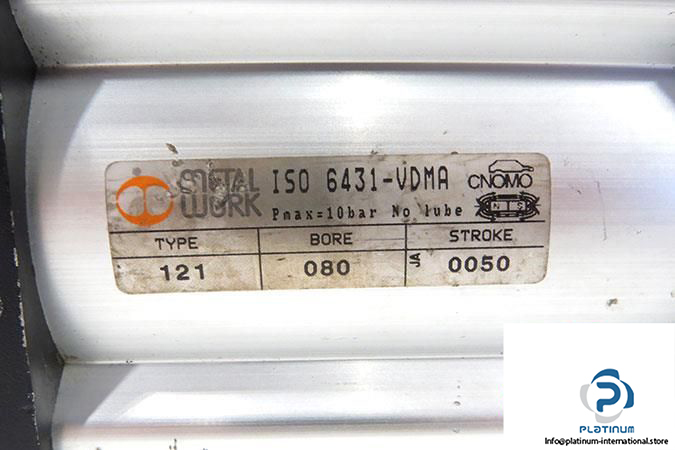 METAL WORK
ISO 6431-VDMA
CNOMO
Pmax=10bar No lube
N S
TYPE BORE STROKE
121 080 JA 0050
PLATINUM
Info@platinum-international.store